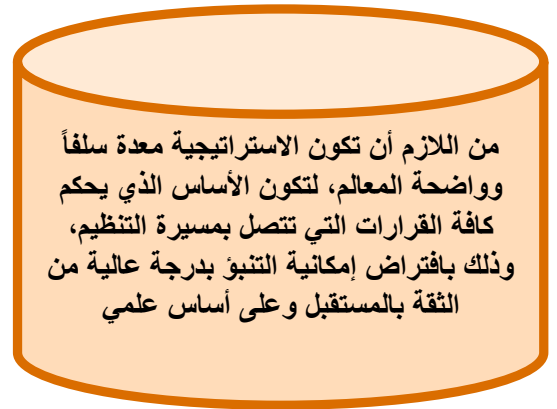 من اللازم أن تكون الاستراتيجية معدة سلفاً
وواضحة المعالم، لتكون الأساس الذي يحكم
كافة القرارات التي تتصل بمسيرة التنظيم،
وذلك بافتراض إمكانية التنبؤ بدرجة عالية من
الثقة بالمستقبل وعلى أساس علمي